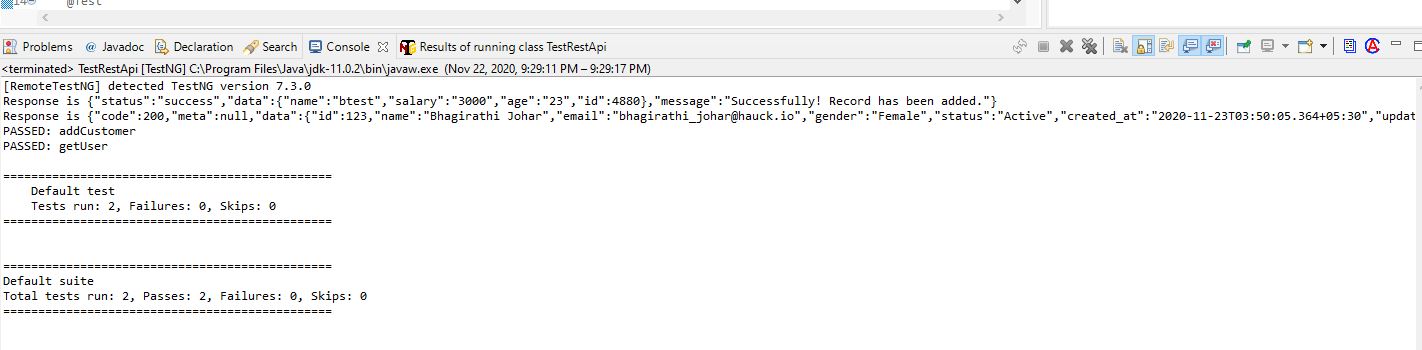 14 @Test
Problems @ Javadoc Declaration Search Console Results of running class TestRestApi
<terminated> TestRestApi [TestNG] C:\Program Files\Java\jdk-11.0.2\bin\javaw.exe (Nov 22, 2020, 9:29:11 PM – 9:29:17 PM)
[RemoteTestNG] detected TestNG version 7.3.0
Response is {"status":"success","data":{"name":"btest","salary":"3000","age":"23","id":4880},"message":"Successfully! Record has been added."}
Response is {"code":200,"meta":null,"data":{"id":123,"name":"Bhagirathi Johar","email":"bhagirathi_johar@hauck.io","gender":"Female","status":"Active","created_at":"2020-11-23T03:50:05.364+05:30","updat
PASSED: addCustomer
PASSED: getUser
===============================================
Default test
Tests run: 2, Failures: 0, Skips: 0
===============================================
===============================================
Default suite
Total tests run: 2, Passes: 2, Failures: 0, Skips: 0
===============================================